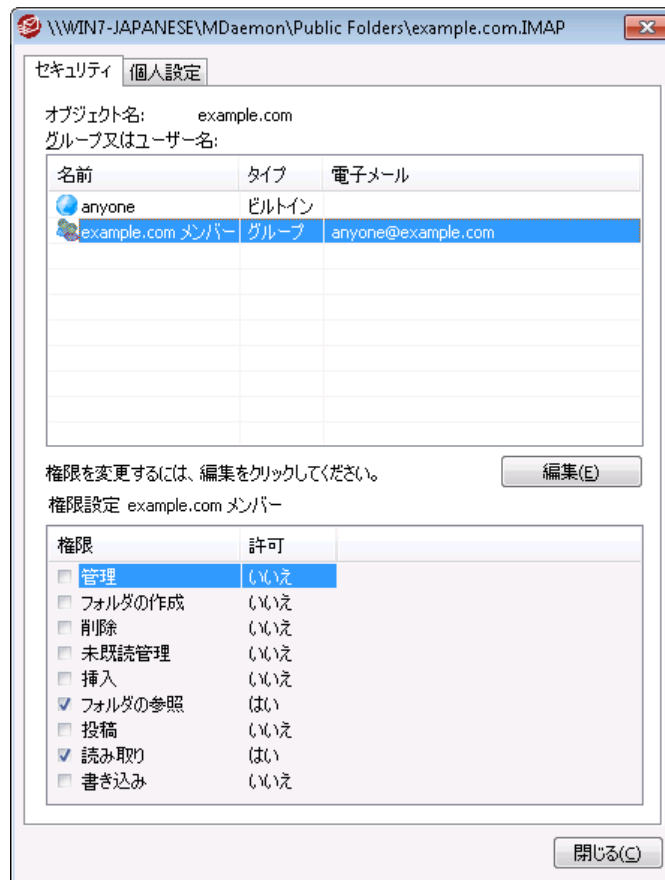 \\WIN7-JAPANESE\MDaemon\Public Folders\example.com.IMAP
セキュリティ 個人設定
オブジェクト名: example.com
グループ又はユーザー名:
名前 タイプ 電子メール
anyone ビルトイン
example.com メンバー グループ anyone@example.com
権限を変更するには、編集をクリックしてください。 編集(E)
権限設定 example.com メンバー
権限 許可
管理 いいえ
フォルダの作成 いいえ
削除 いいえ
未既読管理 いいえ
挿入 いいえ
フォルダの参照 はい
投稿 いいえ
読み取り はい
書き込み いいえ
閉じる(C)